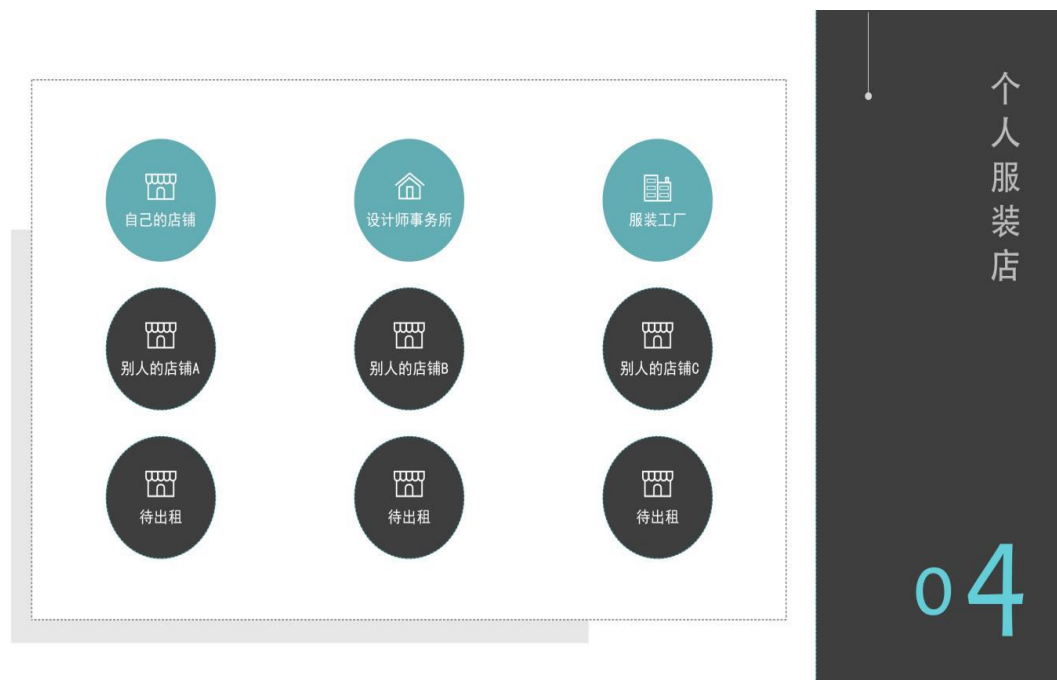 自己的店铺
设计师事务所
服装工厂
别人的店铺A
别人的店铺B
别人的店铺C
待出租
待出租
待出租
个人服装店
04